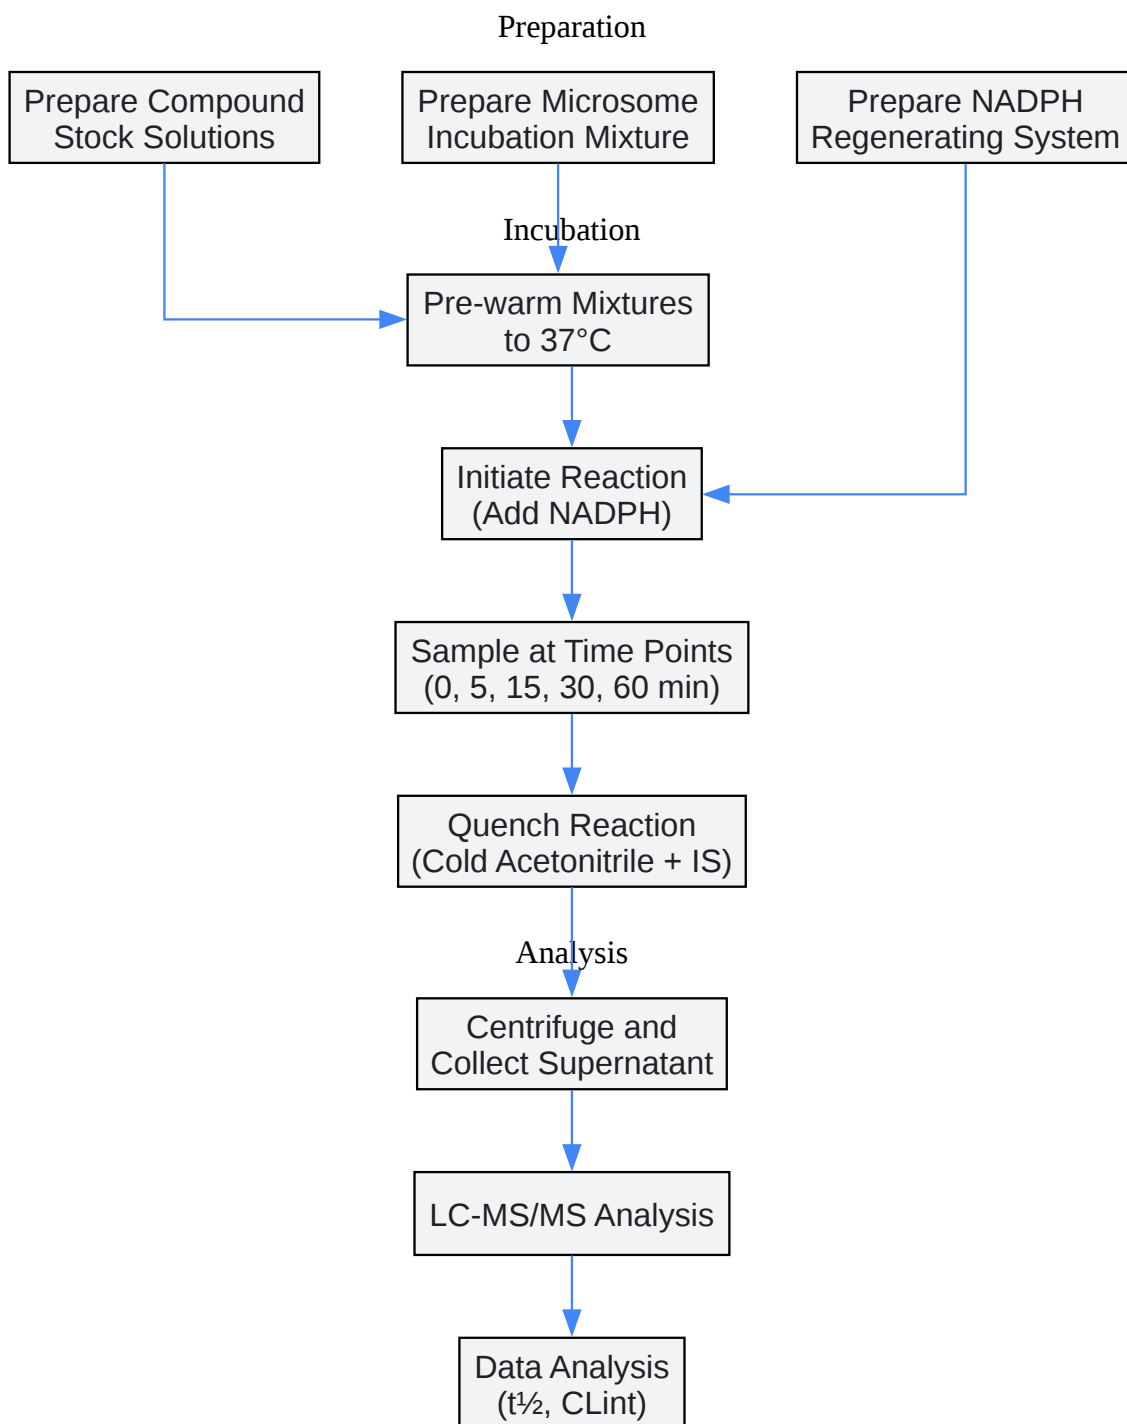 Preparation
Prepare Compound
Stock Solutions
Prepare Microsome
Incubation Mixture
Prepare NADPH
Regenerating System
Incubation
Pre-warm Mixtures
to 37°C
Initiate Reaction
(Add NADPH)
Sample at Time Points
(0, 5, 15, 30, 60 min)
Quench Reaction
(Cold Acetonitrile + IS)
Analysis
Centrifuge and
Collect Supernatant
LC-MS/MS Analysis
Data Analysis
(t½, CLint)